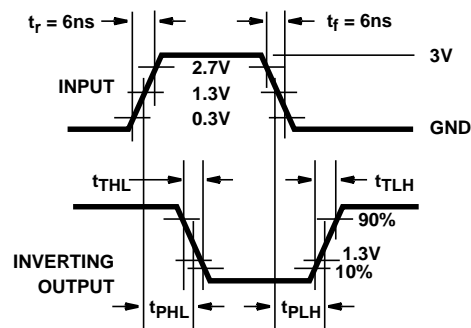 tr = 6ns
tf = 6ns
3V
INPUT
2.7V
1.3V
0.3V
GND
tTHL
tTLH
90%
1.3V
INVERTING
OUTPUT
10%
tPHL
tPLH